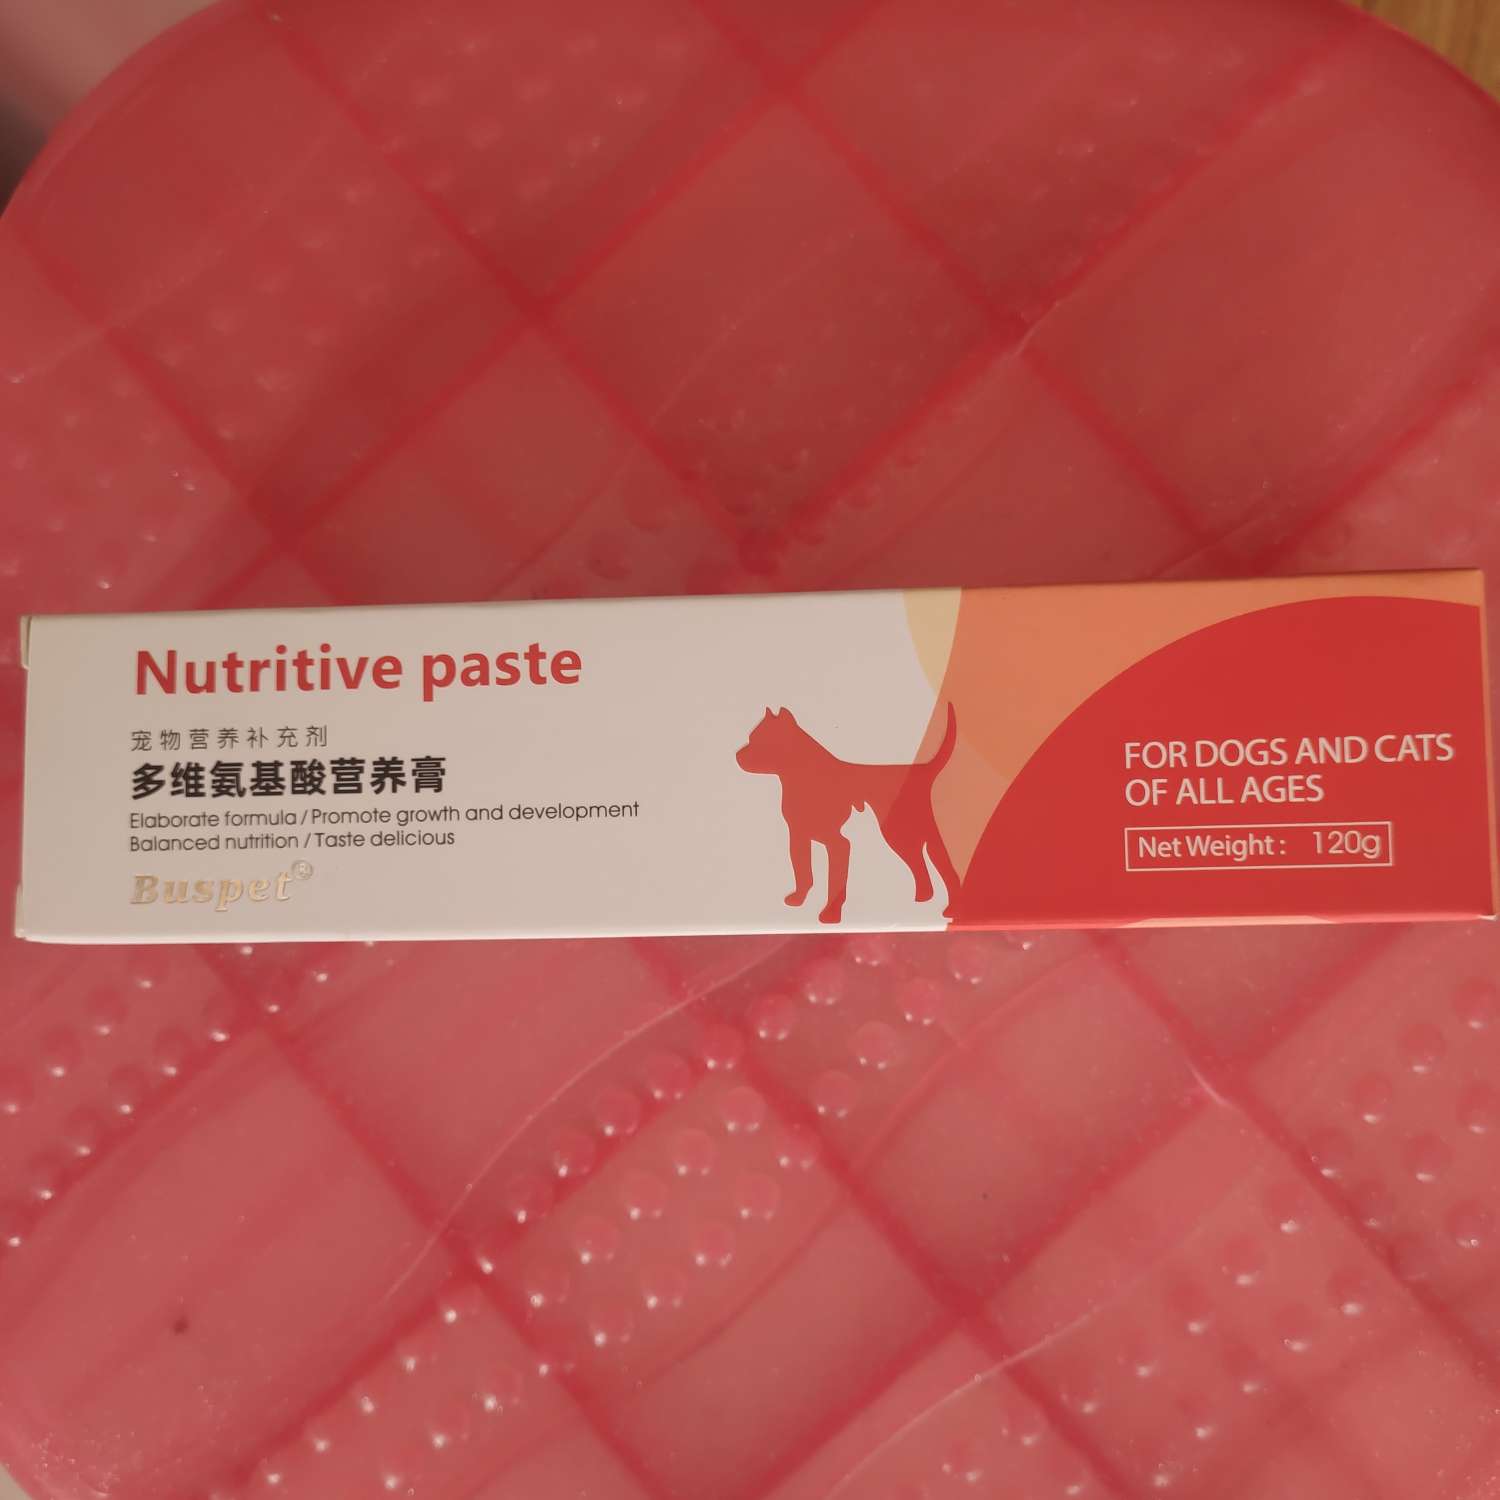 Nutritive paste
宠物营养补充剂
多维氨基酸营养膏
Elaborate formula / Promote growth and development
Balanced nutrition / Taste delicious
Buspet®
FOR DOGS AND CATS
OF ALL AGES
Net Weight: 120g